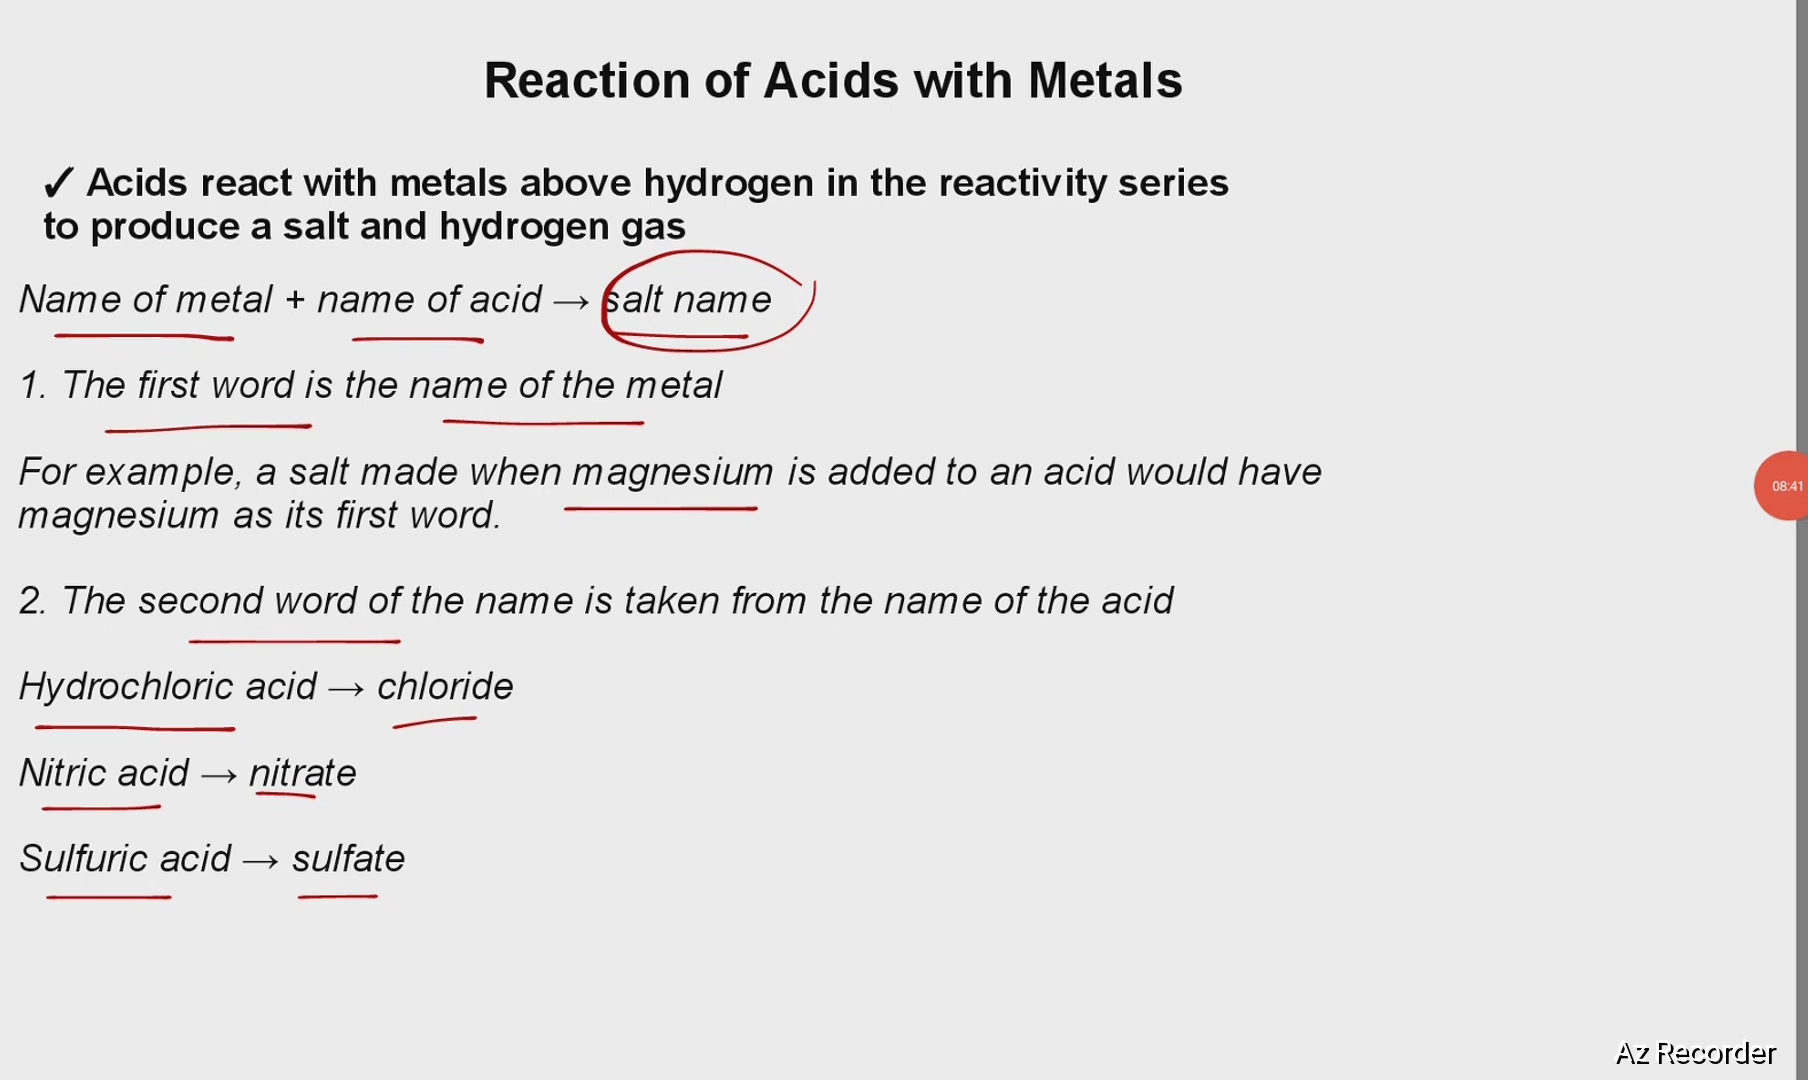 Reaction of Acids with Metals
✓ Acids react with metals above hydrogen in the reactivity series
to produce a salt and hydrogen gas
Name of metal + name of acid → salt name
1. The first word is the name of the metal
For example, a salt made when magnesium is added to an acid would have
magnesium as its first word.
2. The second word of the name is taken from the name of the acid
Hydrochloric acid → chloride
Nitric acid → nitrate
Sulfuric acid → sulfate
08:41
Az Recorder